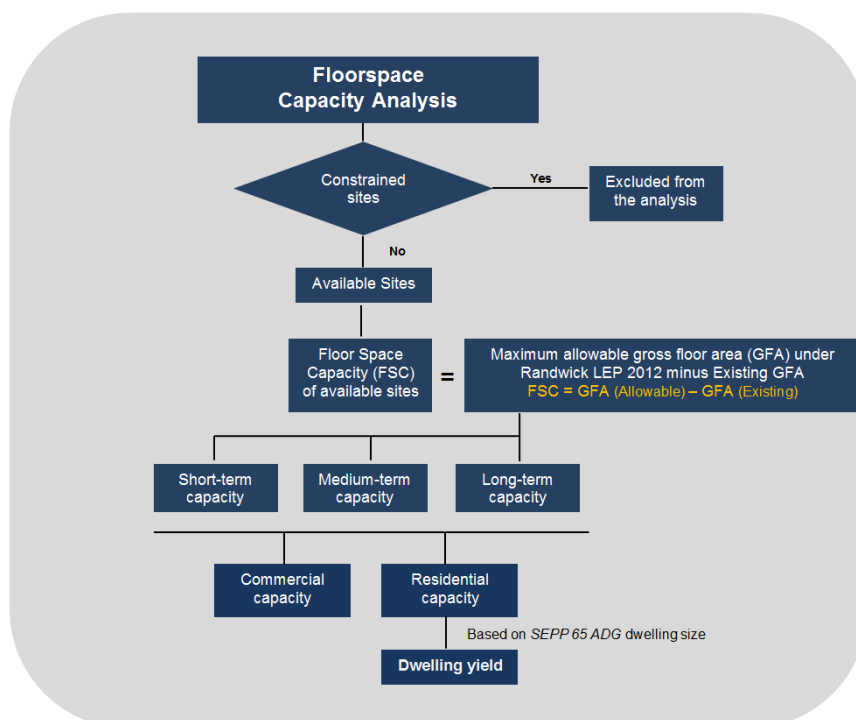 Floorspace
Capacity Analysis
Constrained
sites
Yes
Excluded from
the analysis
No
Available Sites
Floor Space
Capacity (FSC)
of available sites
=
Maximum allowable gross floor area (GFA) under
Randwick LEP 2012 minus Existing GFA
FSC = GFA (Allowable) – GFA (Existing)
Short-term
capacity
Medium-term
capacity
Long-term
capacity
Commercial
capacity
Residential
capacity
Based on SEPP 65 ADG dwelling size
Dwelling yield